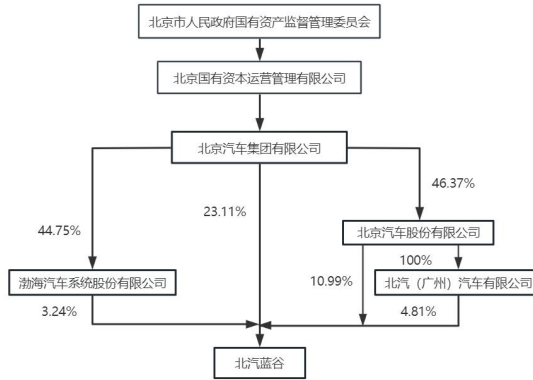 北京市人民政府国有资产监督管理委员会
北京国有资本运营管理有限公司
北京汽车集团有限公司
46.37%
23.11%
44.75%
北京汽车股份有限公司
100%
10.99%
渤海汽车系统股份有限公司
北汽（广州）汽车有限公司
3.24%
4.81%
北汽蓝谷